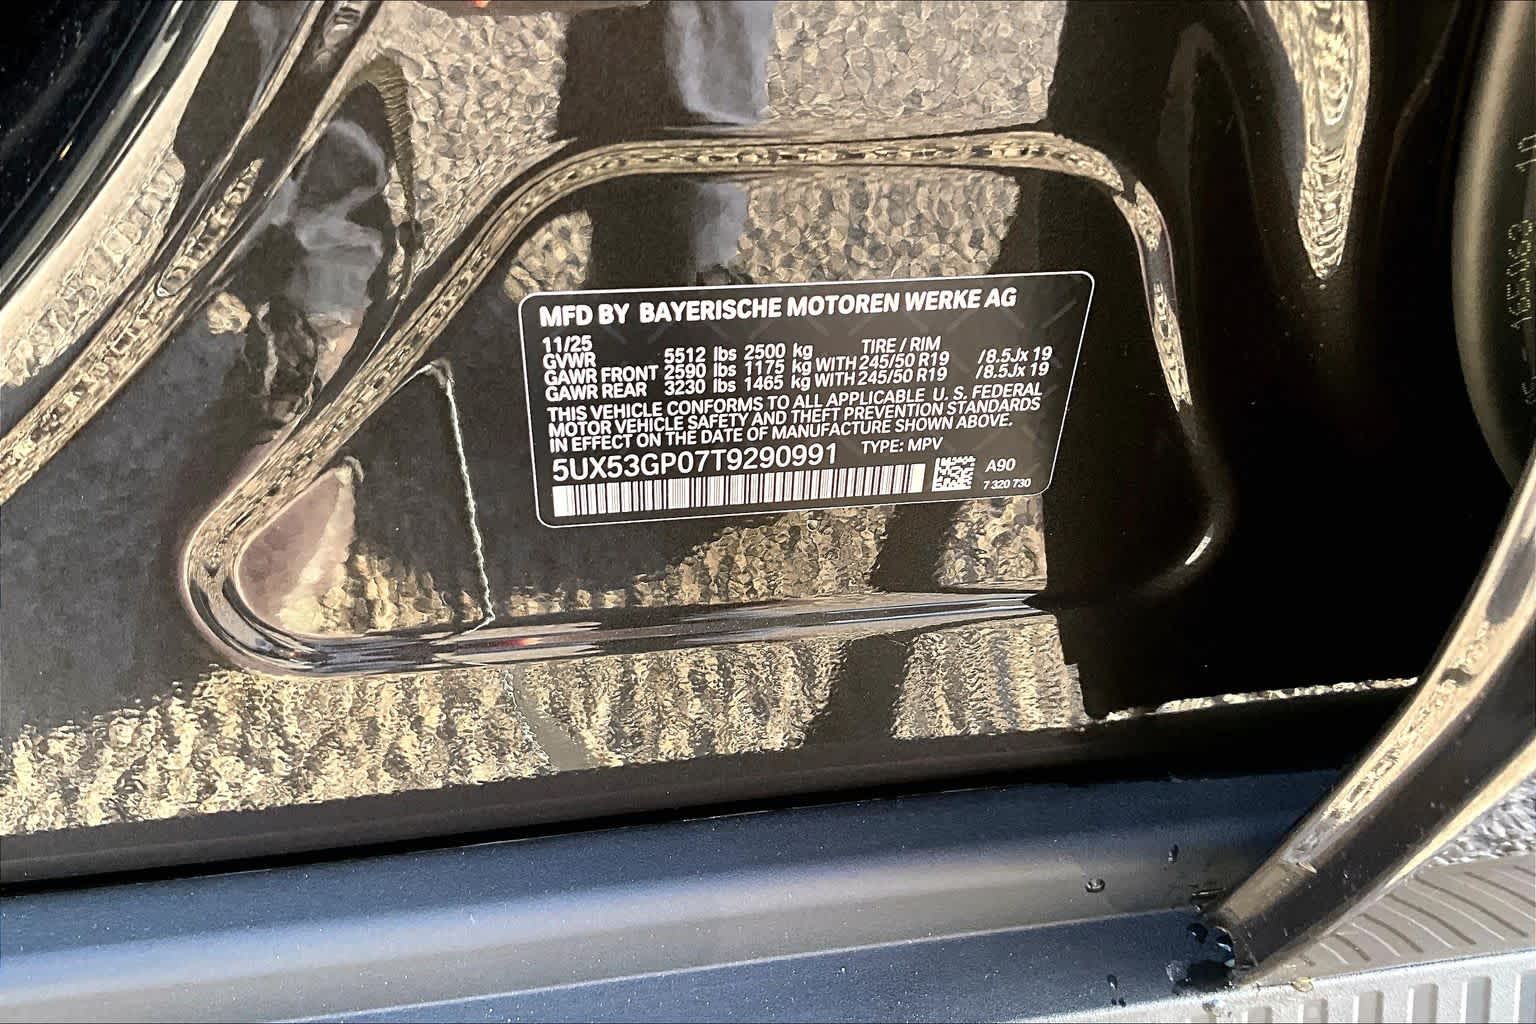 MFD BY BAYERISCHE MOTOREN WERKE AG
11/25 TIRE / RIM
GVWR 5512 lbs 2500 kg
GAWR FRONT 2590 lbs 1175 kg WITH 245/50 R19 /8.5Jx 19
GAWR REAR 3230 lbs 1465 kg WITH 245/50 R19 /8.5Jx 19
THIS VEHICLE CONFORMS TO ALL APPLICABLE U. S. FEDERAL
MOTOR VEHICLE SAFETY AND THEFT PREVENTION STANDARDS
IN EFFECT ON THE DATE OF MANUFACTURE SHOWN ABOVE.
5UX53GP07T9290991 TYPE: MPV
A90
7 320 730